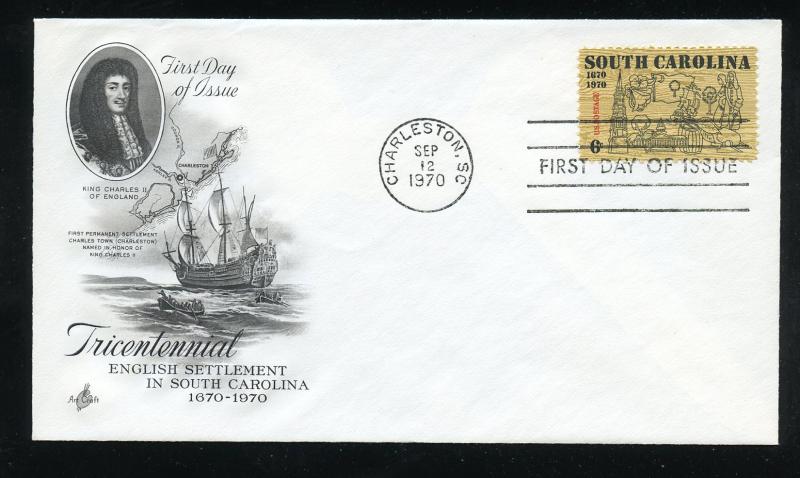 First Day
of Issue
CHARLESTON
KING CHARLES II
OF ENGLAND
FIRST PERMANENT SETTLEMENT
CHARLES TOWN (CHARLESTON)
NAMED IN HONOR OF
KING CHARLES II
Tricentennial
ENGLISH SETTLEMENT
IN SOUTH CAROLINA
1670-1970
Art Craft
CHARLESTON, SC
SEP
12
1970
SOUTH CAROLINA
1670
1970
U.S. POSTAGE
6c
FIRST DAY OF ISSUE